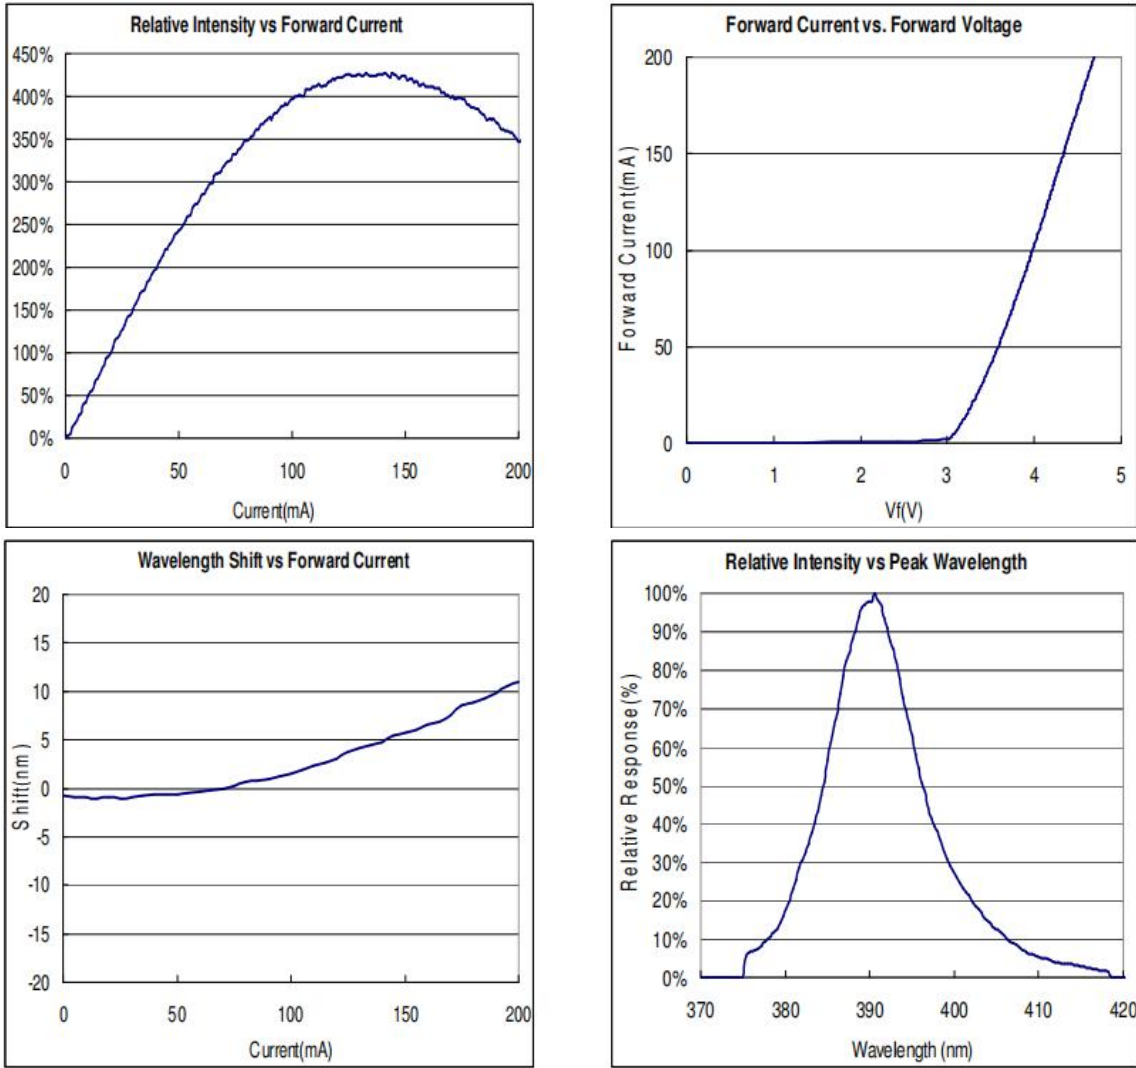 Relative Intensity vs Forward Current
450%
400%
350%
300%
250%
200%
150%
100%
50%
0%
0 50 100 150 200
Current(mA)
Forward Current vs. Forward Voltage
Forward Current(mA)
200
150
100
50
0
0 1 2 3 4 5
Vf(V)
Wavelength Shift vs Forward Current
Shift(nm)
20
15
10
5
0
-5
-10
-15
-20
0 50 100 150 200
Current(mA)
Relative Intensity vs Peak Wavelength
Relative Response(%)
100%
90%
80%
70%
60%
50%
40%
30%
20%
10%
0%
370 380 390 400 410 420
Wavelength (nm)